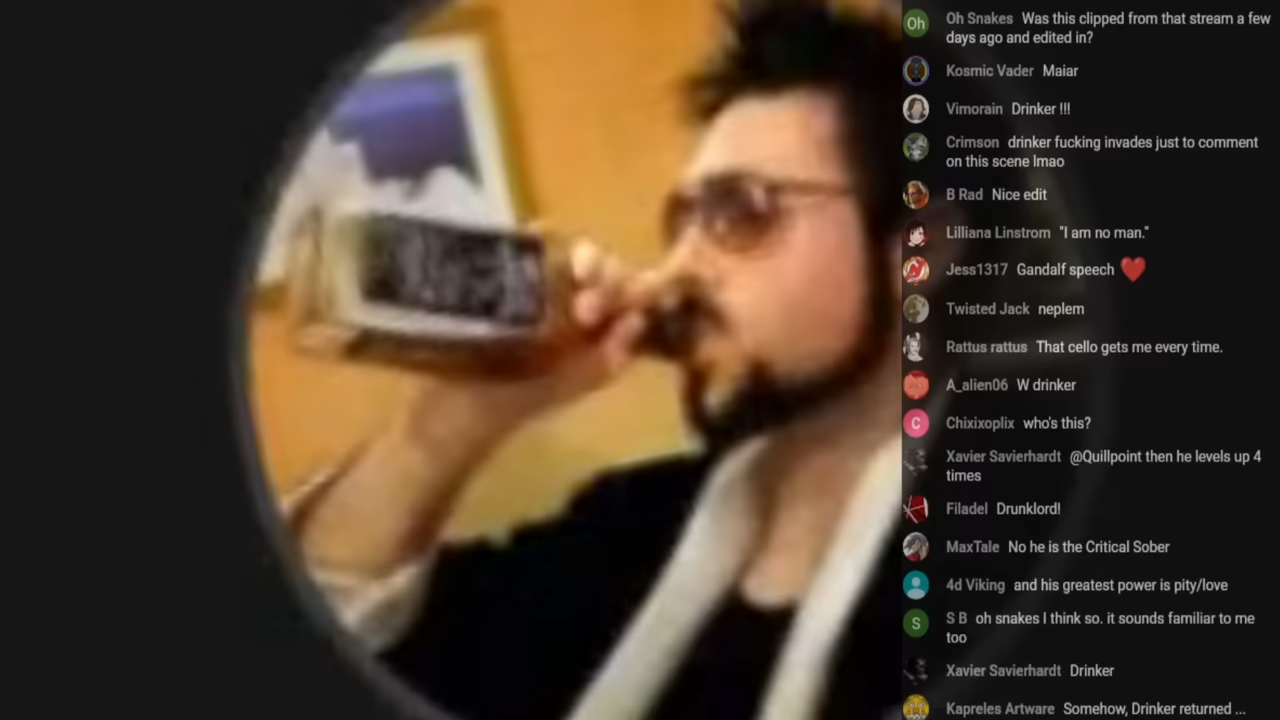 Oh
Oh Snakes Was this clipped from that stream a few
days ago and edited in?
Kosmic Vader Maiar
Vimorain Drinker !!!
Crimson drinker fucking invades just to comment
on this scene lmao
B Rad Nice edit
Lilliana Linstrom "I am no man."
Jess1317 Gandalf speech ❤️
Twisted Jack neplem
Rattus rattus That cello gets me every time.
A_alien06 W drinker
C
Chixixoplix who's this?
Xavier Savierhardt @Quillpoint then he levels up 4
times
Filadel Drunklord!
MaxTale No he is the Critical Sober
4d Viking and his greatest power is pity/love
S
S B oh snakes I think so. it sounds familiar to me
too
Xavier Savierhardt Drinker
Kapreles Artware Somehow, Drinker returned ...